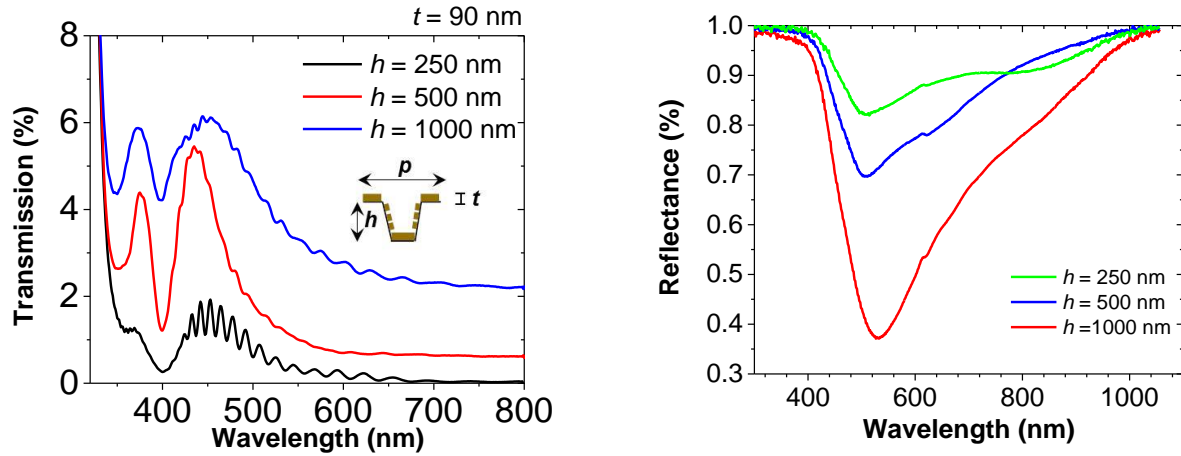 t = 90 nm
8
6
4
2
0
Transmission (%)
h = 250 nm
h = 500 nm
h = 1000 nm
p
h
t
400
500
600
700
800
Wavelength (nm)
1.0
0.9
0.8
0.7
0.6
0.5
0.4
0.3
Reflectance (%)
h = 250 nm
h = 500 nm
h =1000 nm
400
600
800
1000
Wavelength (nm)